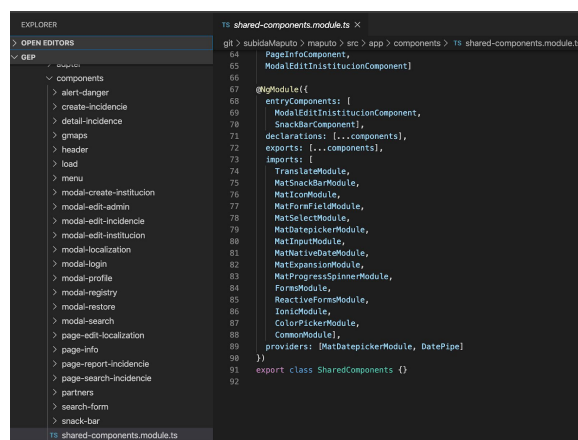 EXPLORER
OPEN EDITORS
GEP
components
alert-danger
create-incidencie
detail-incidence
gmaps
header
load
menu
modal-create-institucion
modal-edit-admin
modal-edit-incidencie
modal-edit-institucion
modal-localization
modal-login
modal-profile
modal-registry
modal-restore
modal-search
page-edit-localization
page-info
page-report-incidencie
page-search-incidencie
partners
search-form
snack-bar
TS shared-components.module.ts
TS shared-components.module.ts ×
git > subidaMaputo > maputo > src > app > components > TS shared-components.module.t
64 PageInfoComponent,
65 ModalEditInistitucionComponent]
66
67 @NgModule({
68 entryComponents: [
69 ModalEditInistitucionComponent,
70 SnackBarComponent],
71 declarations: [...components],
72 exports: [...components],
73 imports: [
74 TranslateModule,
75 MatSnackBarModule,
76 MatIconModule,
77 MatFormFieldModule,
78 MatSelectModule,
79 MatDatepickerModule,
80 MatInputModule,
81 MatNativeDateModule,
82 MatExpansionModule,
83 MatProgressSpinnerModule,
84 FormsModule,
85 ReactiveFormsModule,
86 IonicModule,
87 ColorPickerModule,
88 CommonModule],
89 providers: [MatDatepickerModule, DatePipe]
90 })
91 export class SharedComponents {}
92